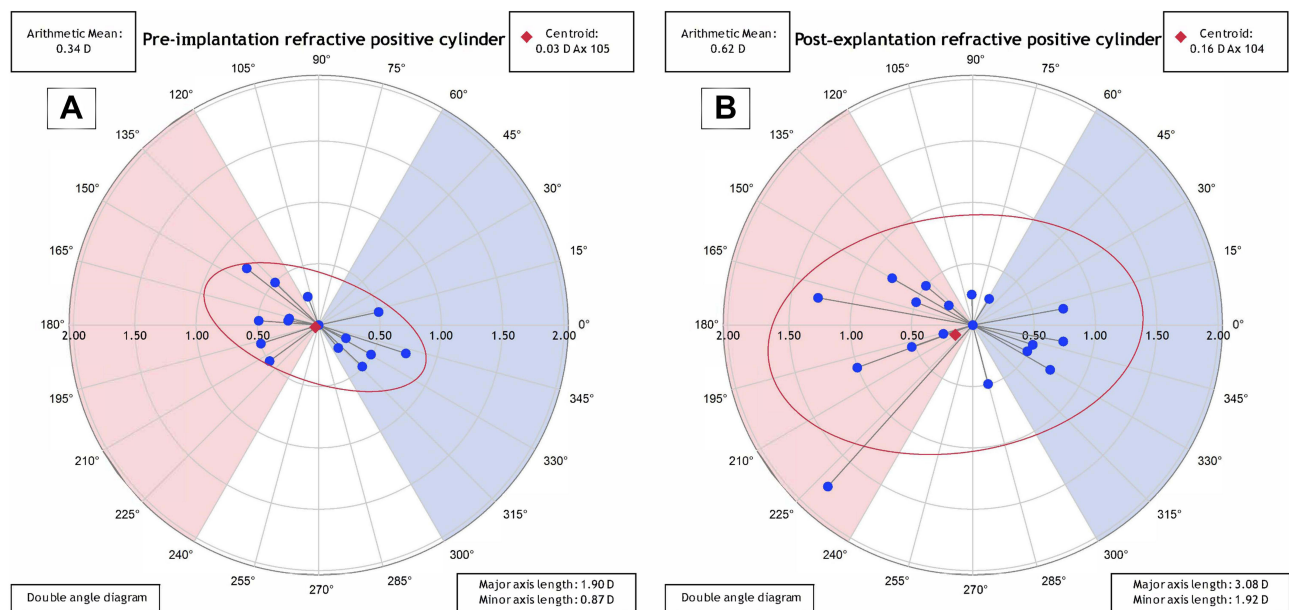 Arithmetic Mean:
0.34 D
Pre-implantation refractive positive cylinder
Centroid:
0.03 D Ax 105
A
90°
105°
75°
120°
60°
135°
45°
150°
30°
165°
15°
180°
0°
2.00 1.50 1.00 0.50 0.50 1.00 1.50 2.00
195°
345°
210°
330°
225°
315°
240°
300°
255°
285°
270°
Double angle diagram
Major axis length: 1.90 D
Minor axis length: 0.87 D
Arithmetic Mean:
0.62 D
Post-explantation refractive positive cylinder
Centroid:
0.16 D Ax 104
B
90°
105°
75°
120°
60°
135°
45°
150°
30°
165°
15°
180°
0°
2.00 1.50 1.00 0.50 0.50 1.00 1.50 2.00
195°
345°
210°
330°
225°
315°
240°
300°
255°
285°
270°
Double angle diagram
Major axis length: 3.08 D
Minor axis length: 1.92 D